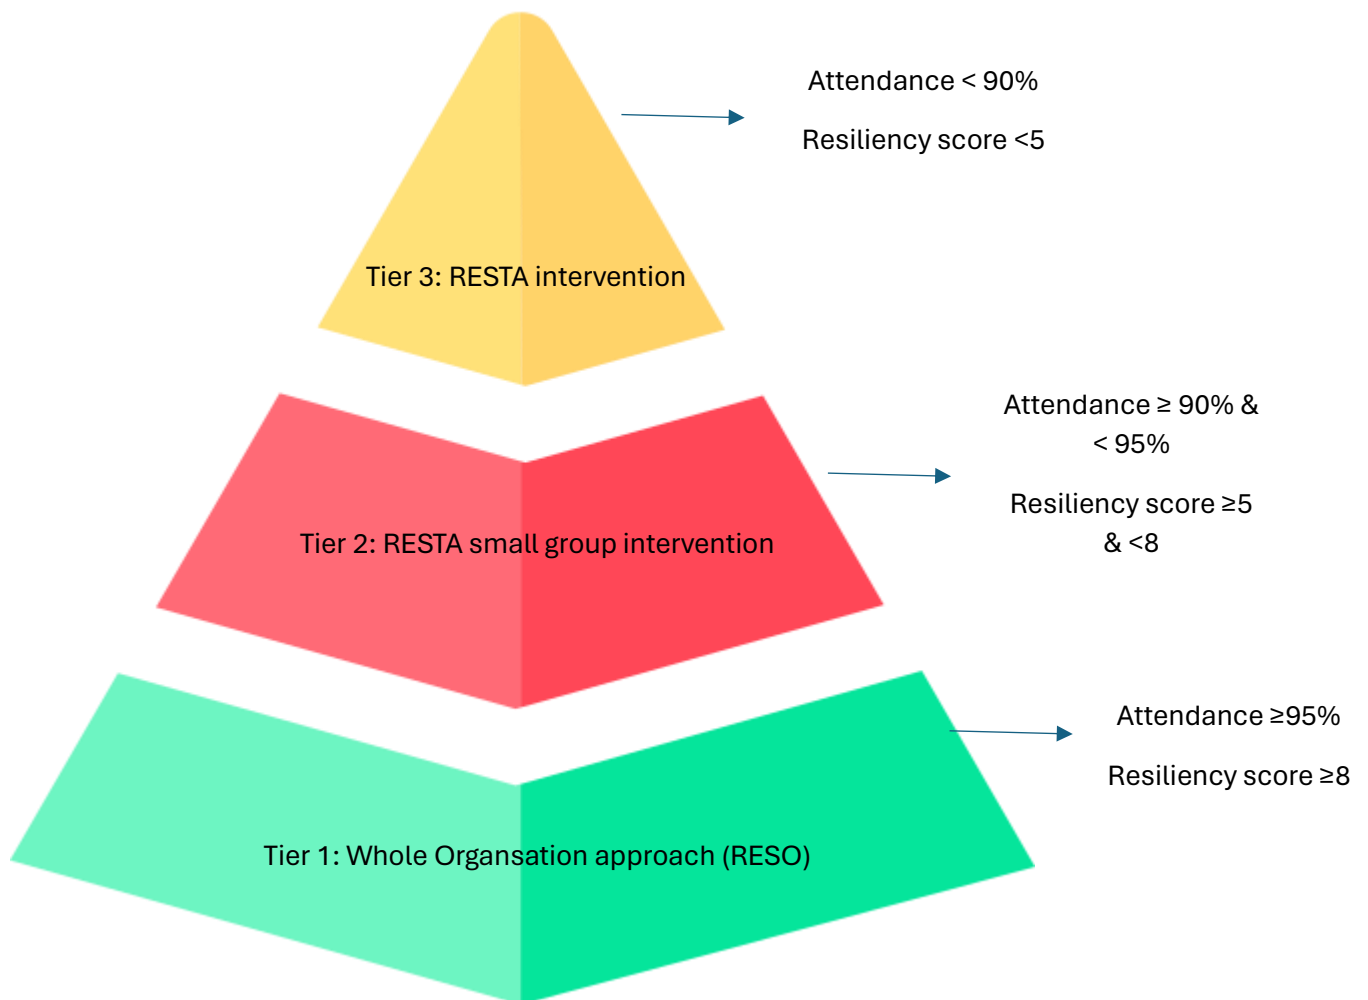 Attendance < 90%
Resiliency score <5
Tier 3: RESTA intervention
Attendance ≥ 90% &
< 95%
Resiliency score ≥5
& <8
Tier 2: RESTA small group intervention
Attendance ≥95%
Resiliency score ≥8
Tier 1: Whole Organsation approach (RESO)